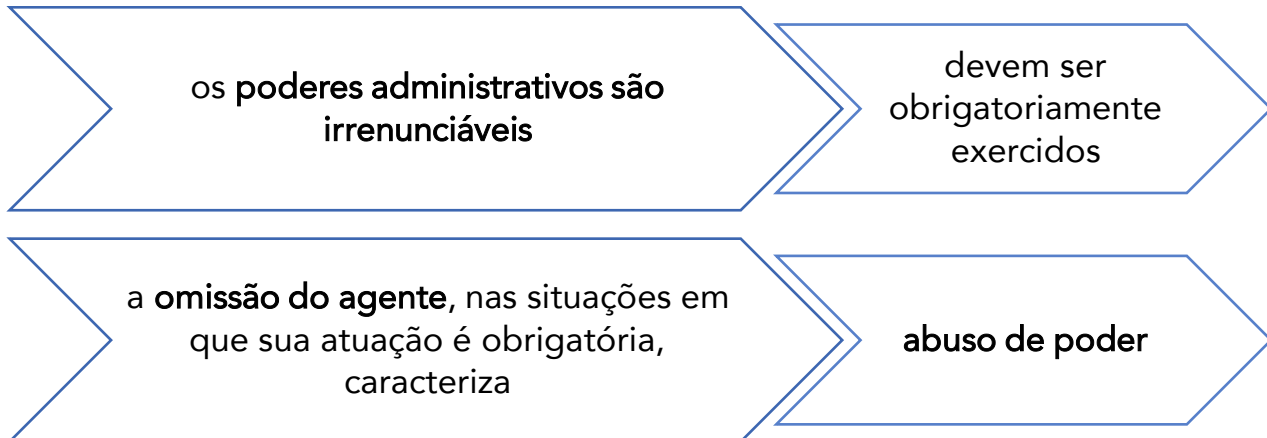 os poderes administrativos são
irrenunciáveis
devem ser
obrigatoriamente
exercidos
a omissão do agente, nas situações em
que sua atuação é obrigatória,
caracteriza
abuso de poder